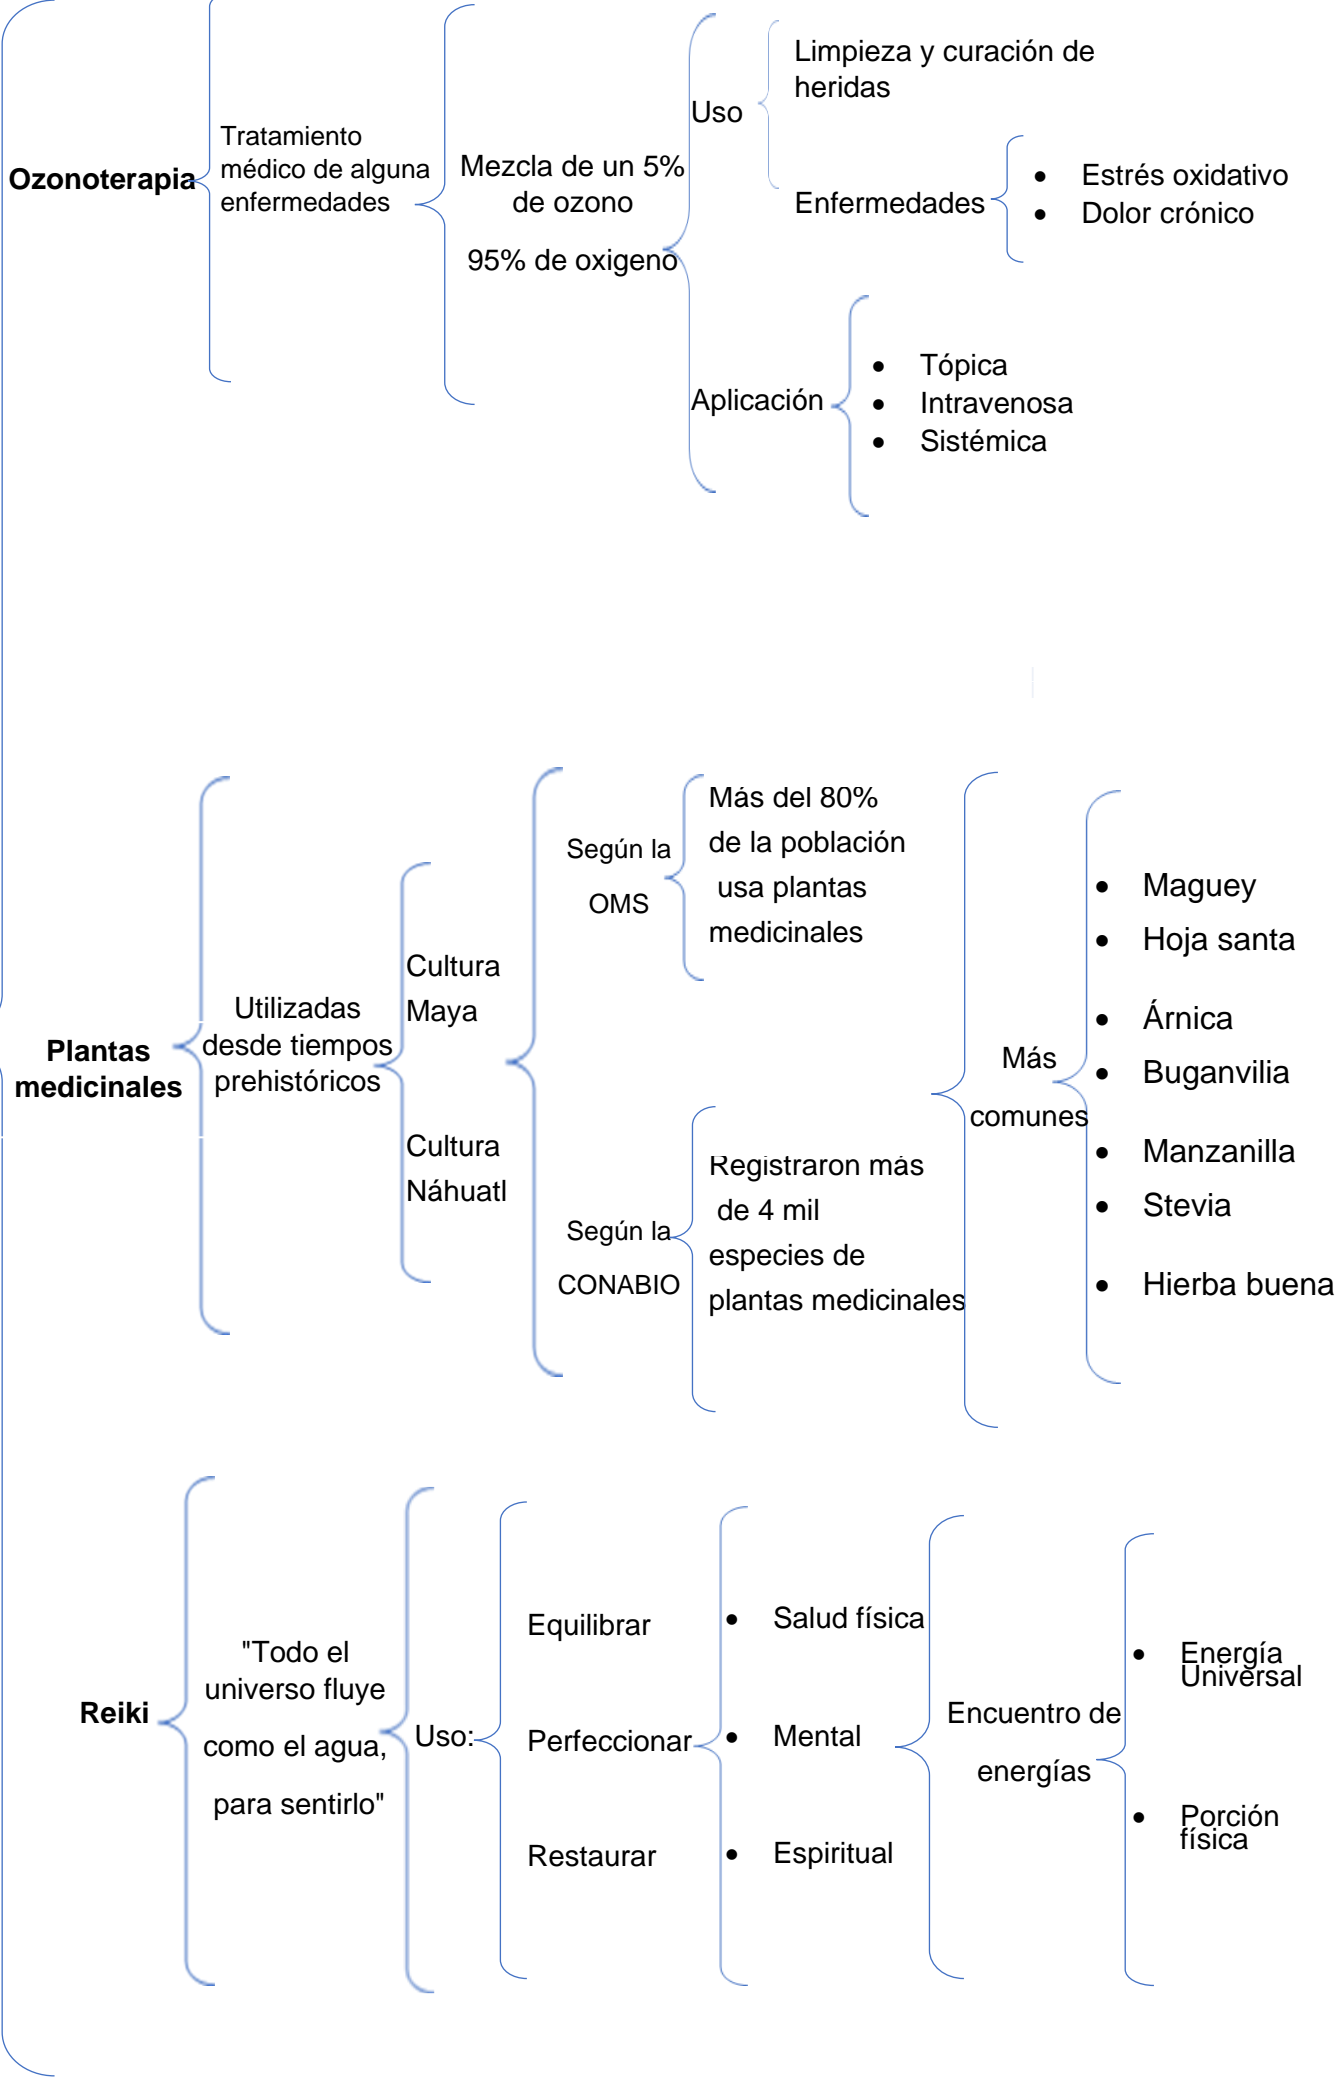 Ozonoterapia
Tratamiento
médico de alguna
enfermedades
Mezcla de un 5%
de ozono
95% de oxigeno
Uso
Limpieza y curación de
heridas
Enfermedades
• Estrés oxidativo
• Dolor crónico
Aplicación
• Tópica
• Intravenosa
• Sistémica
Plantas
medicinales
Utilizadas
desde tiempos
prehistóricos
Cultura
Maya
Cultura
Náhuatl
Según la
OMS
Más del 80%
de la población
usa plantas
medicinales
Según la
CONABIO
Registraron más
de 4 mil
especies de
plantas medicinales
Más
comunes
• Maguey
• Hoja santa
• Árnica
• Buganvilia
• Manzanilla
• Stevia
• Hierba buena
Reiki
"Todo el
universo fluye
como el agua,
para sentirlo"
Uso:
Equilibrar
Perfeccionar
Restaurar
• Salud física
• Mental
• Espiritual
Encuentro de
energías
• Energía
Universal
• Porción
física